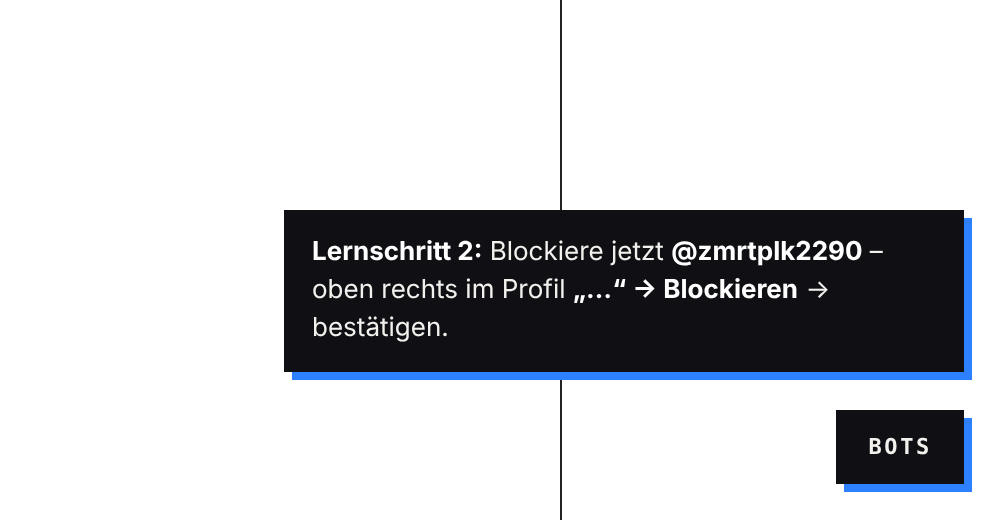 Lernschritt 2: Blockiere jetzt @zmrtplk2290 –
oben rechts im Profil „…“ → Blockieren →
bestätigen.
BOTS